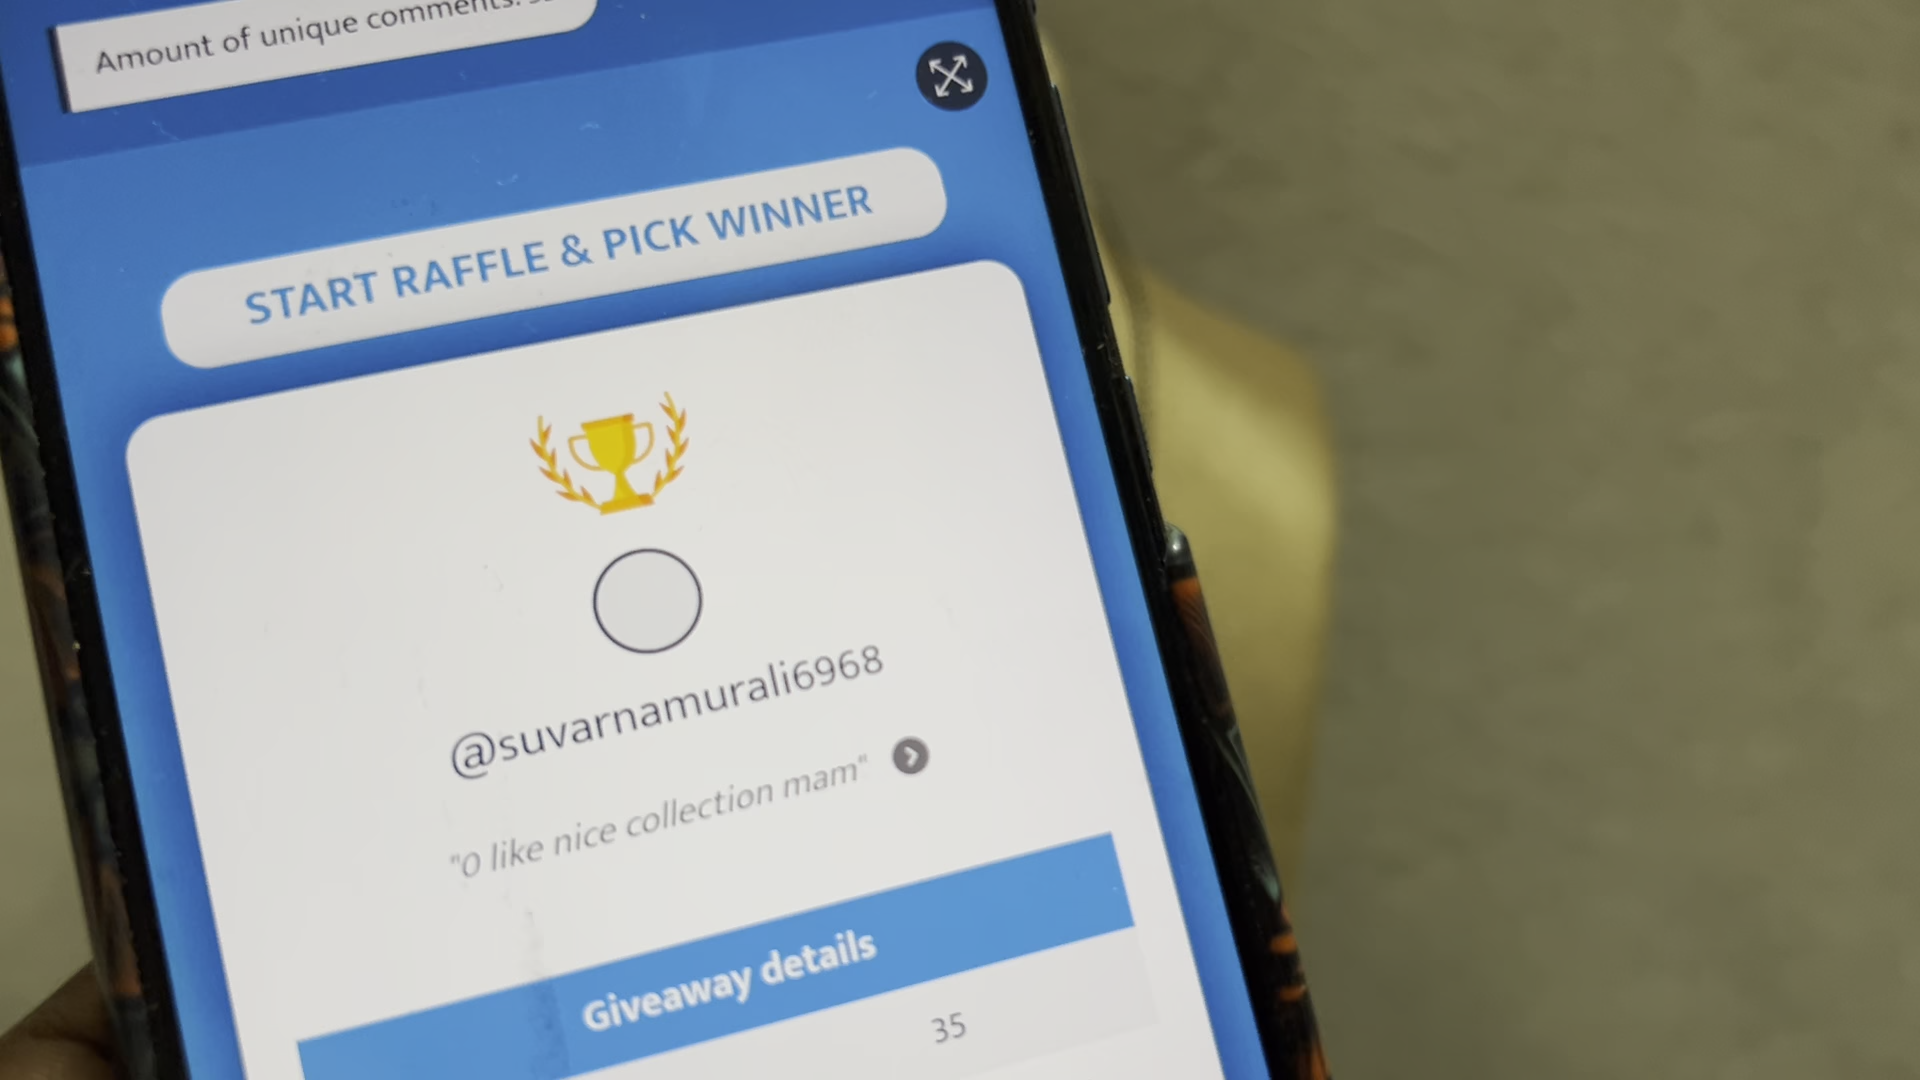 Amount of unique comments:
START RAFFLE & PICK WINNER
@suvarnamurali6968
"0 like nice collection mam"
Giveaway details
35